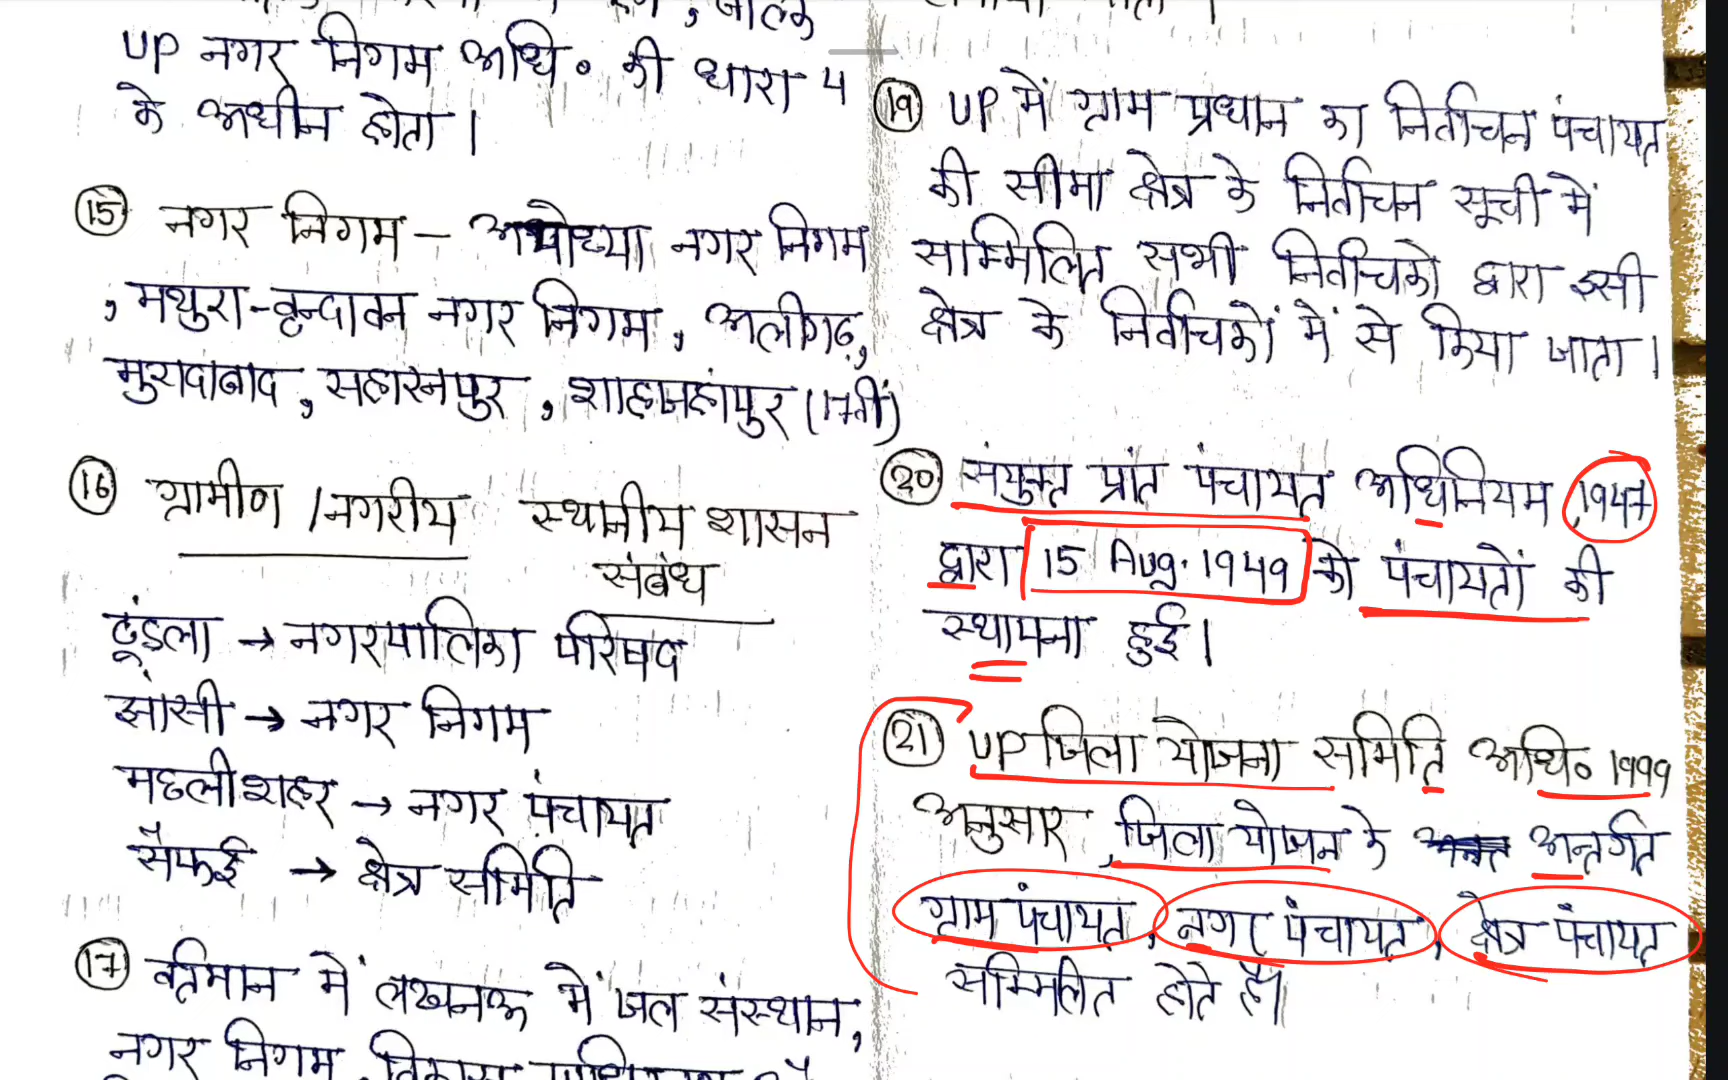 , जालक
UP नगर निगम अधि० की धारा 4
के अधीन होता।
(15) नगर निगम – अयोध्या नगर निगम
, मथुरा-वृन्दावन नगर निगम, अलीगढ़,
मुरादाबाद, सहारनपुर, शाहजहांपुर (17वीं)
(16) ग्रामीण / नगरीय स्थानीय शासन
संबंध
टूंडला → नगरपालिका परिषद
झांसी → नगर निगम
मछलीशहर → नगर पंचायत
सैफई → क्षेत्र समिति
(17) वर्तमान में लखनऊ में जल संस्थान,
नगर निगम, विकास
(19) UP में ग्राम प्रधान का निर्वाचन पंचायत
की सीमा क्षेत्र के निर्वाचन सूची में
सम्मिलित सभी निर्वाचको द्वारा इसी
क्षेत्र के निर्वाचकों में से किया जाता।
(20) संयुक्त प्रांत पंचायत अधिनियम, 1947
द्वारा 15 Aug. 1949 को पंचायतों की
स्थापना हुई।
(21) UP जिला योजना समिति अधि० 1999
अनुसार, जिला योजन के अन्तर्गत
ग्राम पंचायत, नगर पंचायत, क्षेत्र पंचायत
सम्मिलित होते हैं।